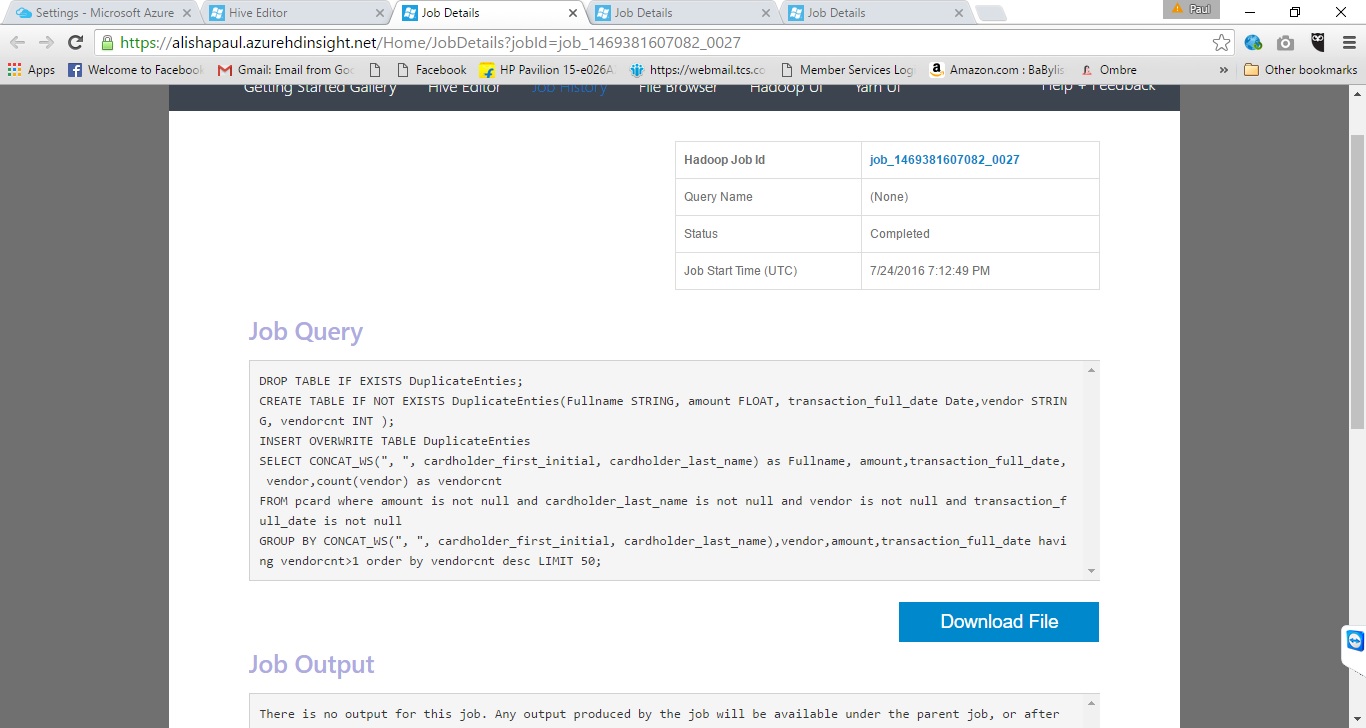 Settings - Microsoft Azure
Hive Editor
Job Details
Job Details
Job Details
Paul
https://alishapaul.azurehdinsight.net/Home/JobDetails?jobId=job_1469381607082_0027
Apps
Welcome to Facebook
Gmail: Email from Goo
Facebook
HP Pavilion 15-e026A
https://webmail.tcs.co
Member Services Log
Amazon.com : BaBylis
Ombre
»
Other bookmarks
Getting Started Gallery
Hive Editor
Job History
File Browser
Hadoop UI
Yarn UI
Help + Feedback
Hadoop Job Id job_1469381607082_0027
Query Name (None)
Status Completed
Job Start Time (UTC) 7/24/2016 7:12:49 PM
Job Query
DROP TABLE IF EXISTS DuplicateEnties;
CREATE TABLE IF NOT EXISTS DuplicateEnties(Fullname STRING, amount FLOAT, transaction_full_date Date,vendor STRIN
G, vendorcnt INT );
INSERT OVERWRITE TABLE DuplicateEnties
SELECT CONCAT_WS(", ", cardholder_first_initial, cardholder_last_name) as Fullname, amount,transaction_full_date,
vendor,count(vendor) as vendorcnt
FROM pcard where amount is not null and cardholder_last_name is not null and vendor is not null and transaction_f
ull_date is not null
GROUP BY CONCAT_WS(", ", cardholder_first_initial, cardholder_last_name),vendor,amount,transaction_full_date havi
ng vendorcnt>1 order by vendorcnt desc LIMIT 50;
Download File
Job Output
There is no output for this job. Any output produced by the job will be available under the parent job, or after